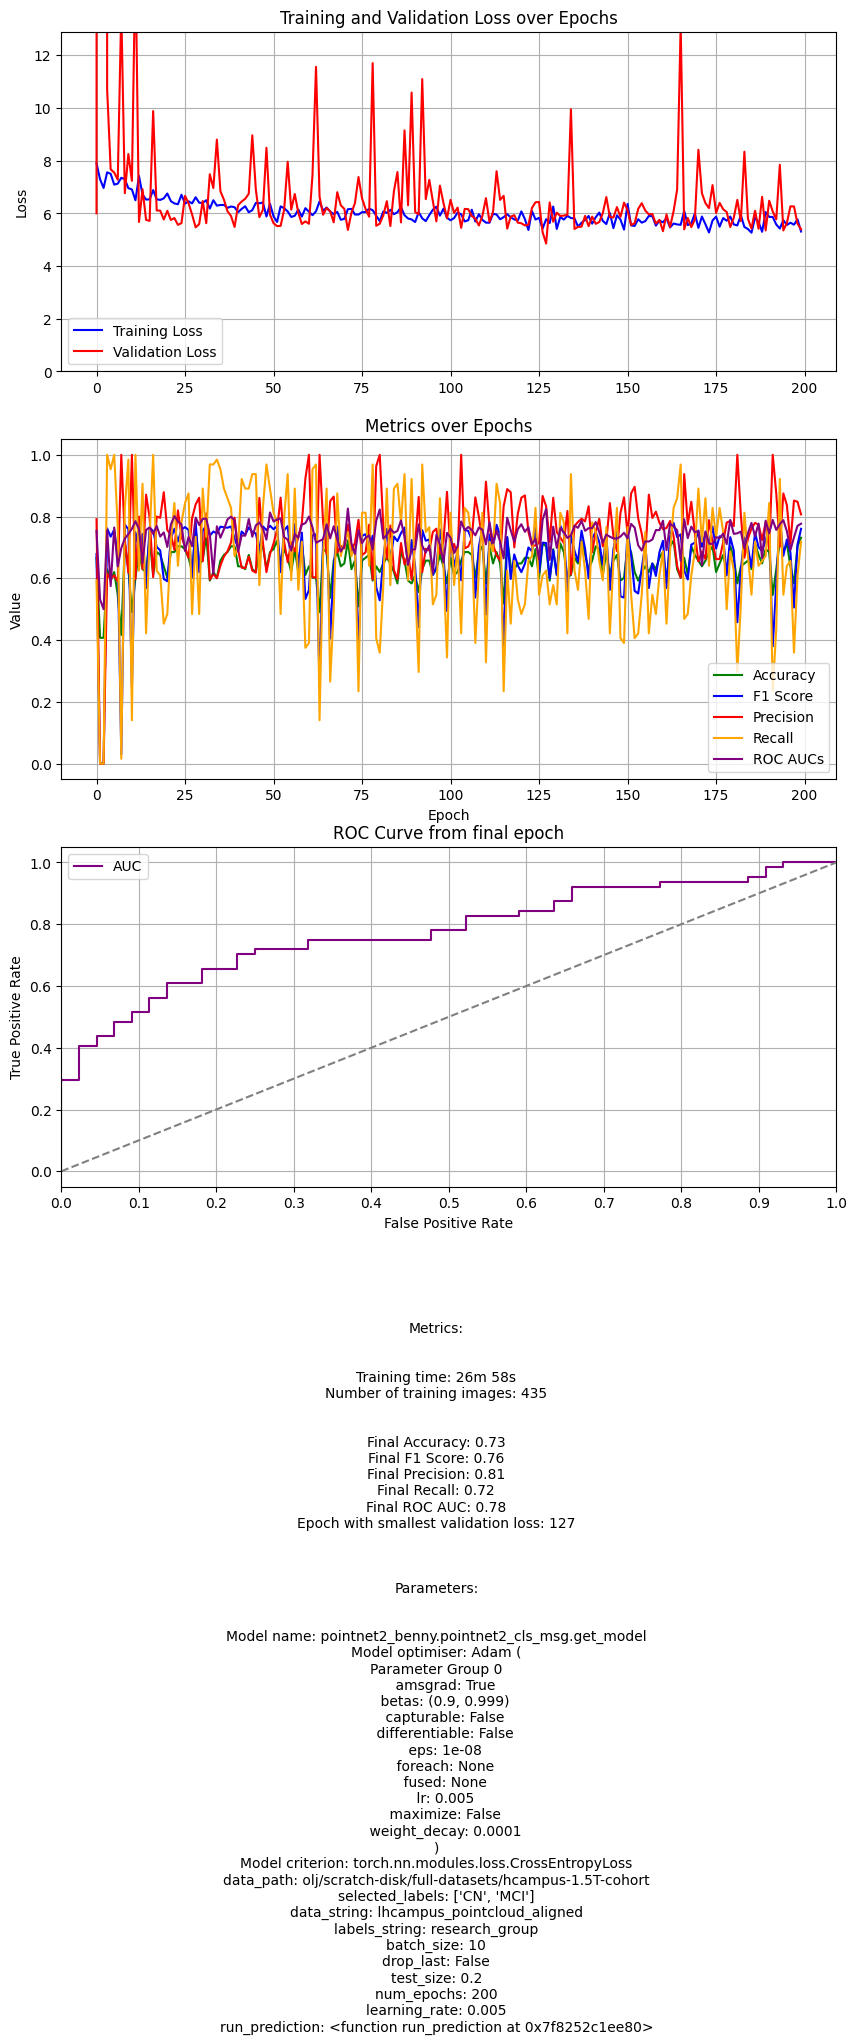 Training and Validation Loss over Epochs
12
10
8
6
4
2
0
Loss
Training Loss
Validation Loss
0 25 50 75 100 125 150 175 200
Metrics over Epochs
1.0
0.8
0.6
0.4
0.2
0.0
Value
Accuracy
F1 Score
Precision
Recall
ROC AUCs
0 25 50 75 100 125 150 175 200
Epoch
ROC Curve from final epoch
AUC
1.0
0.8
0.6
0.4
0.2
0.0
True Positive Rate
0.0 0.1 0.2 0.3 0.4 0.5 0.6 0.7 0.8 0.9 1.0
False Positive Rate
Metrics:
Training time: 26m 58s
Number of training images: 435
Final Accuracy: 0.73
Final F1 Score: 0.76
Final Precision: 0.81
Final Recall: 0.72
Final ROC AUC: 0.78
Epoch with smallest validation loss: 127
Parameters:
Model name: pointnet2_benny.pointnet2_cls_msg.get_model
Model optimiser: Adam (
Parameter Group 0
amsgrad: True
betas: (0.9, 0.999)
capturable: False
differentiable: False
eps: 1e-08
foreach: None
fused: None
lr: 0.005
maximize: False
weight_decay: 0.0001
)
Model criterion: torch.nn.modules.loss.CrossEntropyLoss
data_path: olj/scratch-disk/full-datasets/hcampus-1.5T-cohort
selected_labels: ['CN', 'MCI']
data_string: lhcampus_pointcloud_aligned
labels_string: research_group
batch_size: 10
drop_last: False
test_size: 0.2
num_epochs: 200
learning_rate: 0.005
run_prediction: <function run_prediction at 0x7f8252c1ee80>